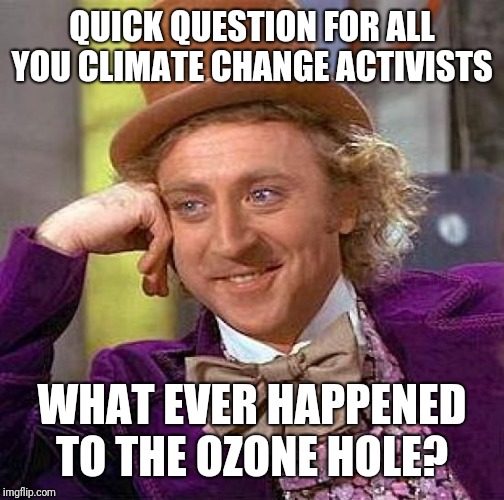 QUICK QUESTION FOR ALL
YOU CLIMATE CHANGE ACTIVISTS
WHAT EVER HAPPENED
TO THE OZONE HOLE?
imgflip.com